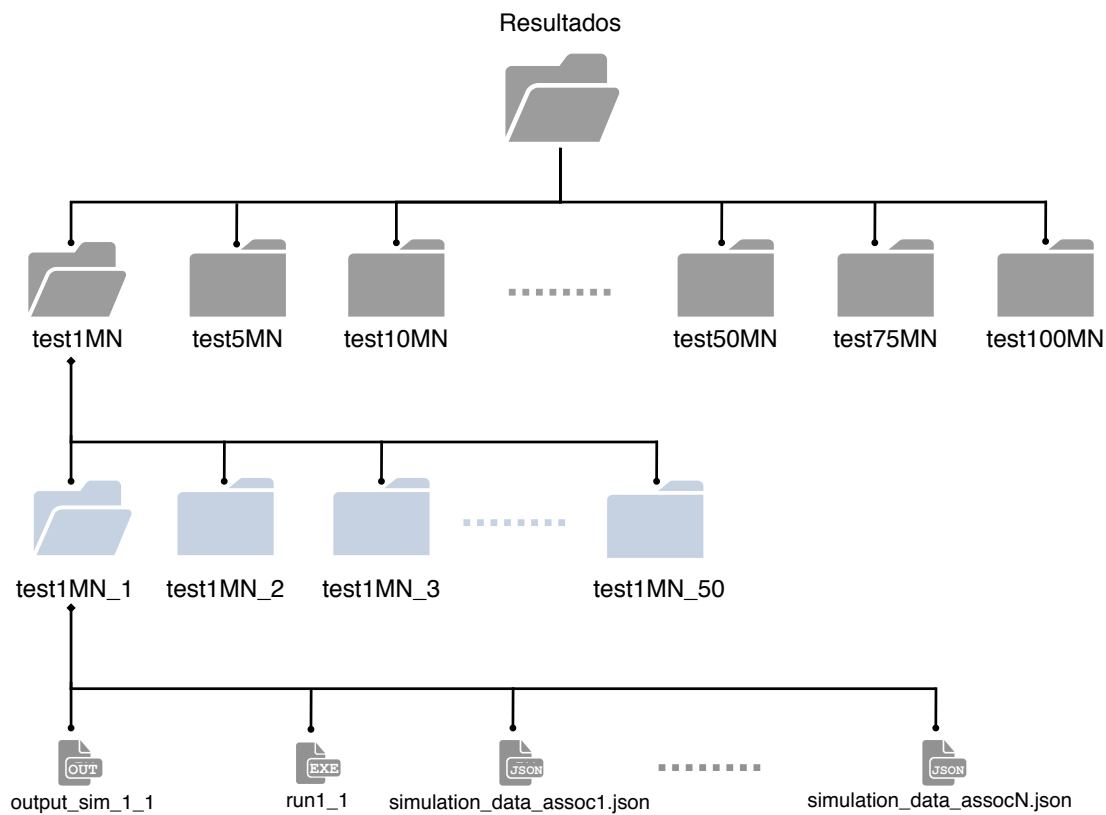 Resultados
test1MN
test5MN
test10MN
test50MN
test75MN
test100MN
test1MN_1
test1MN_2
test1MN_3
test1MN_50
OUT
EXE
JSON
JSON
output_sim_1_1
run1_1
simulation_data_assoc1.json
simulation_data_assocN.json